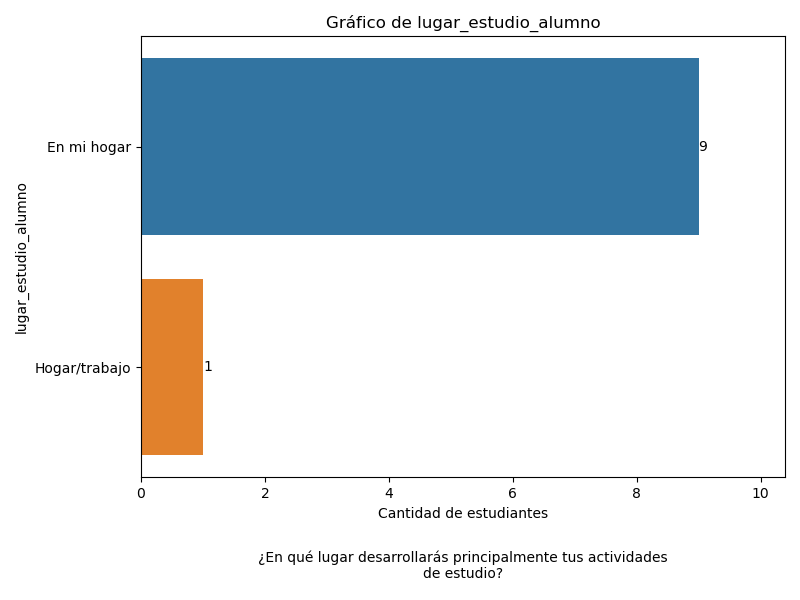 Gráfico de lugar_estudio_alumno
lugar_estudio_alumno
En mi hogar
9
Hogar/trabajo
1
0 2 4 6 8 10
Cantidad de estudiantes
¿En qué lugar desarrollarás principalmente tus actividades
de estudio?